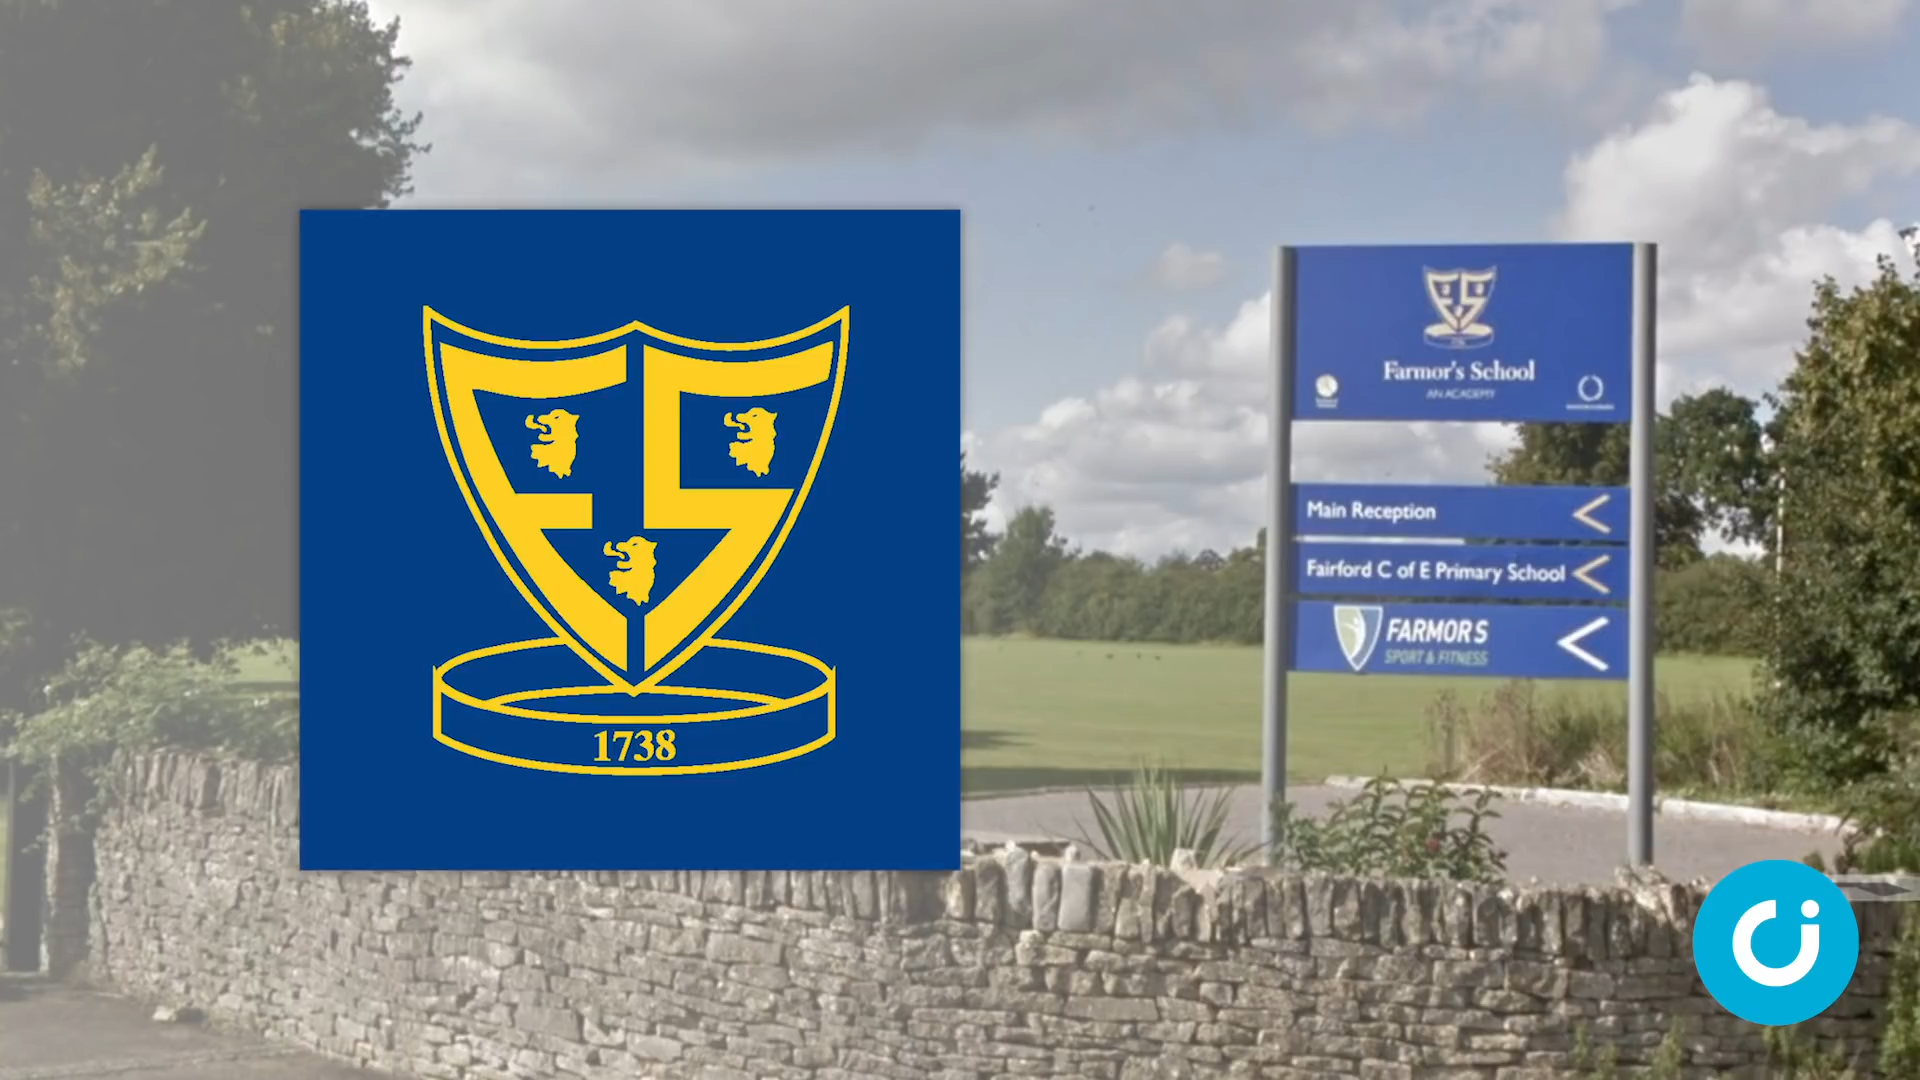 FS
1738
Farmor's School
AN ACADEMY
Main Reception
Fairford C of E Primary School
FARMORS
SPORT & FITNESS